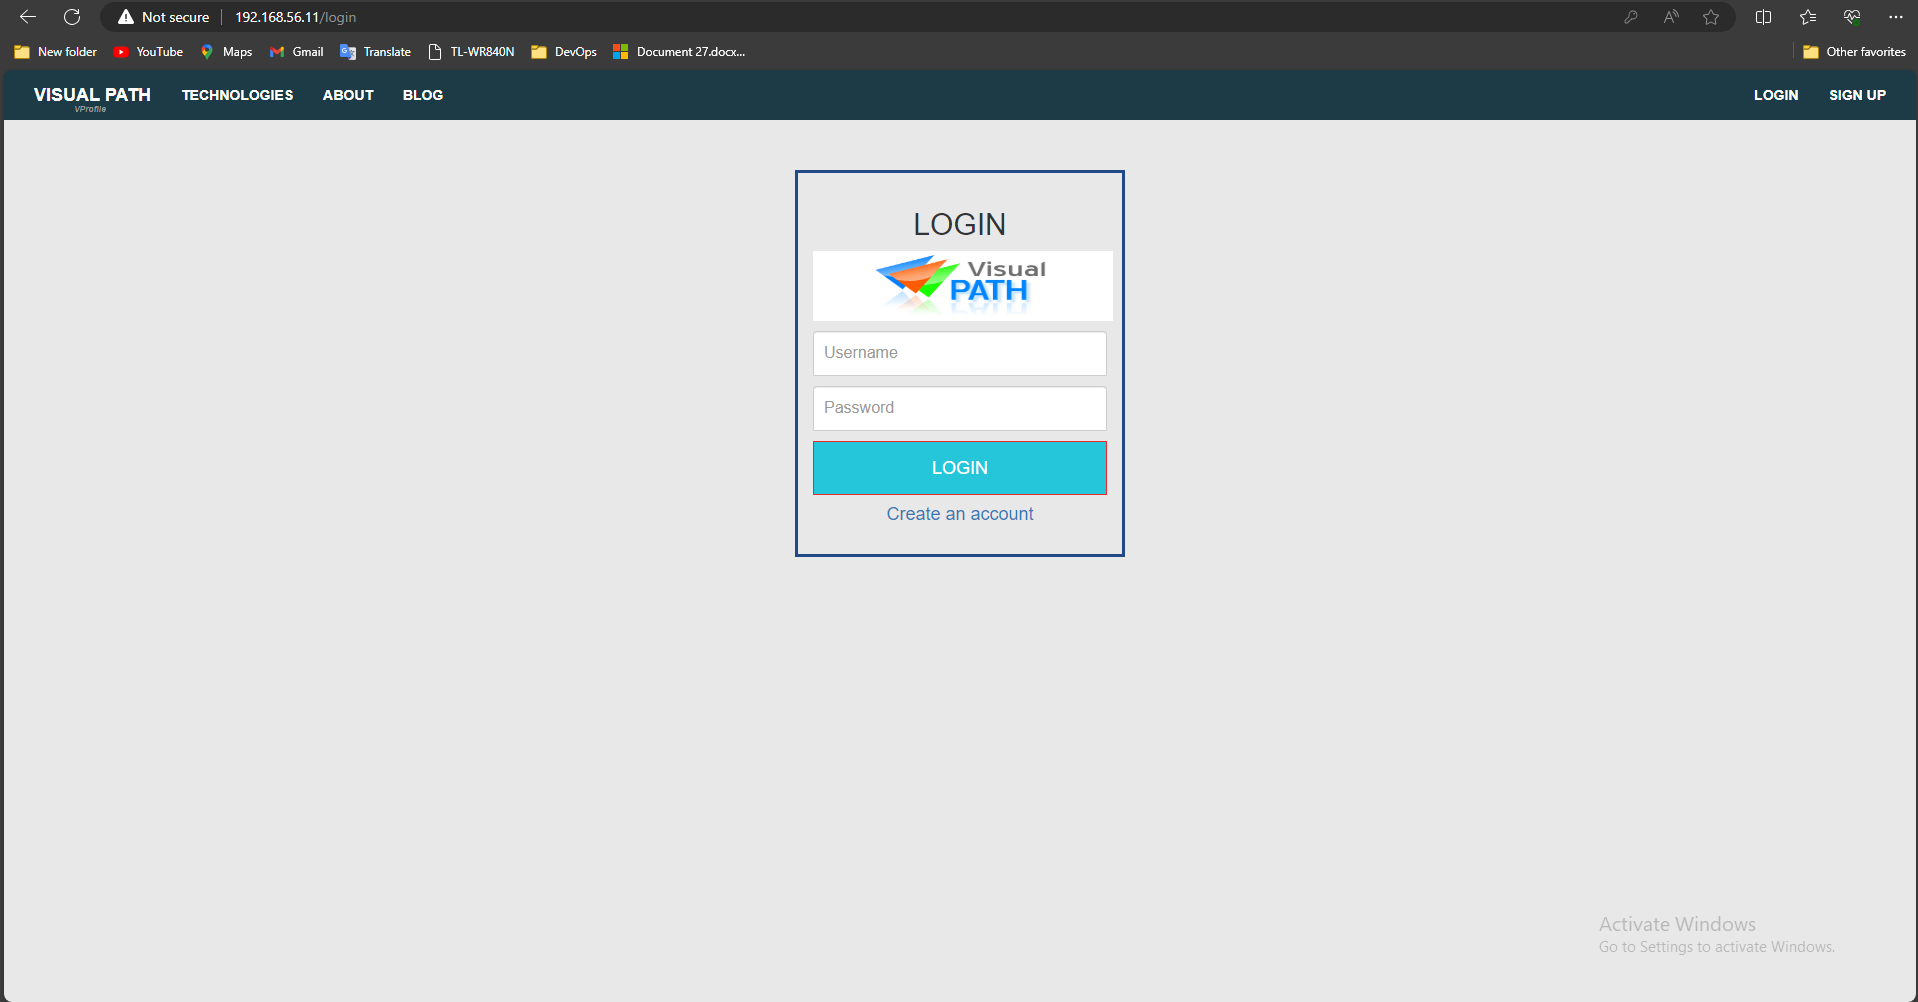 Not secure 192.168.56.11/login
New folder YouTube Maps Gmail Translate TL-WR840N DevOps Document 27.docx... Other favorites
VISUAL PATH TECHNOLOGIES ABOUT BLOG LOGIN SIGN UP
VProfile
LOGIN
Visual
PATH
Username
Password
LOGIN
Create an account
Activate Windows
Go to Settings to activate Windows.